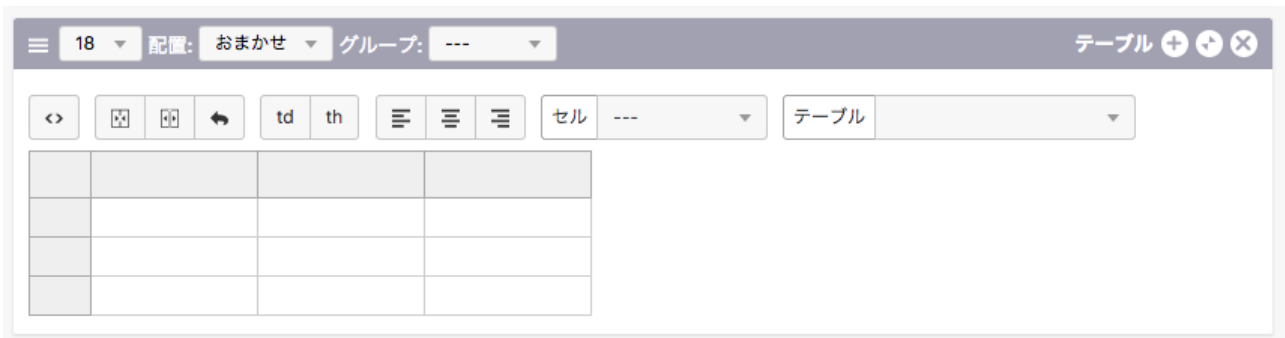 18 配置: おまかせ グループ: --- テーブル
<> td th セル --- テーブル